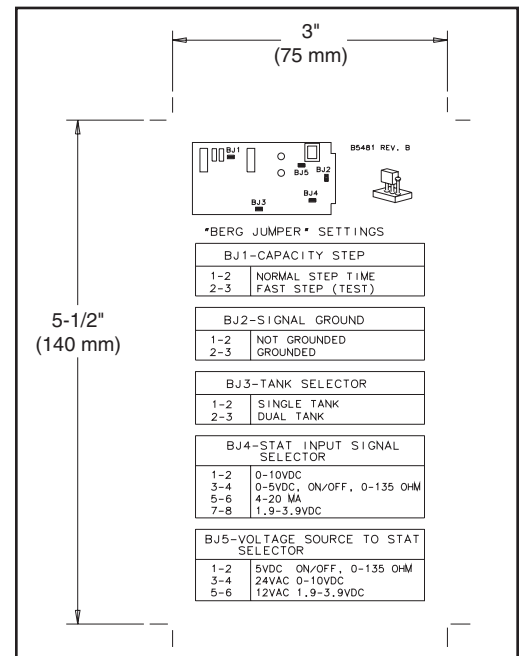 3"
(75 mm)
5-1/2"
(140 mm)
B5481 REV. B
BJ1
BJ5
BJ2
BJ4
BJ3
"BERG JUMPER" SETTINGS
BJ1-CAPACITY STEP
1-2 NORMAL STEP TIME
2-3 FAST STEP (TEST)
BJ2-SIGNAL GROUND
1-2 NOT GROUNDED
2-3 GROUNDED
BJ3-TANK SELECTOR
1-2 SINGLE TANK
2-3 DUAL TANK
BJ4-STAT INPUT SIGNAL
SELECTOR
1-2 0-10VDC
3-4 0-5VDC, ON/OFF, 0-135 OHM
5-6 4-20 MA
7-8 1.9-3.9VDC
BJ5-VOLTAGE SOURCE TO STAT
SELECTOR
1-2 5VDC ON/OFF, 0-135 OHM
3-4 24VAC 0-10VDC
5-6 12VAC 1.9-3.9VDC